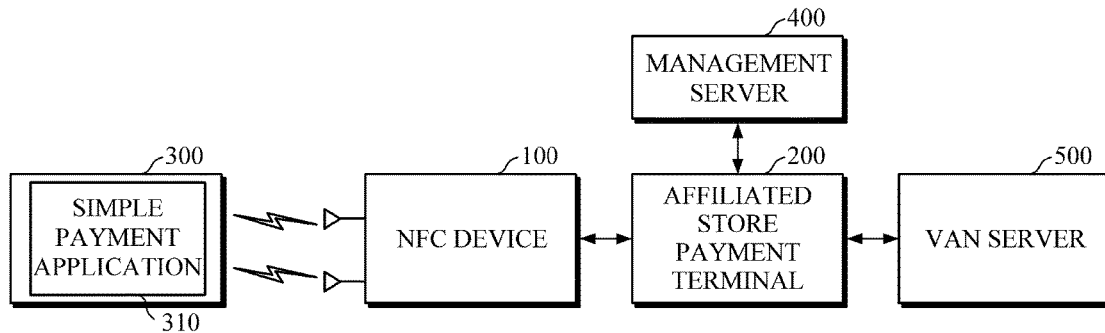 400
MANAGEMENT
SERVER
300
100
200
500
SIMPLE
PAYMENT
APPLICATION
NFC DEVICE
AFFILIATED
STORE
PAYMENT
TERMINAL
VAN SERVER
310